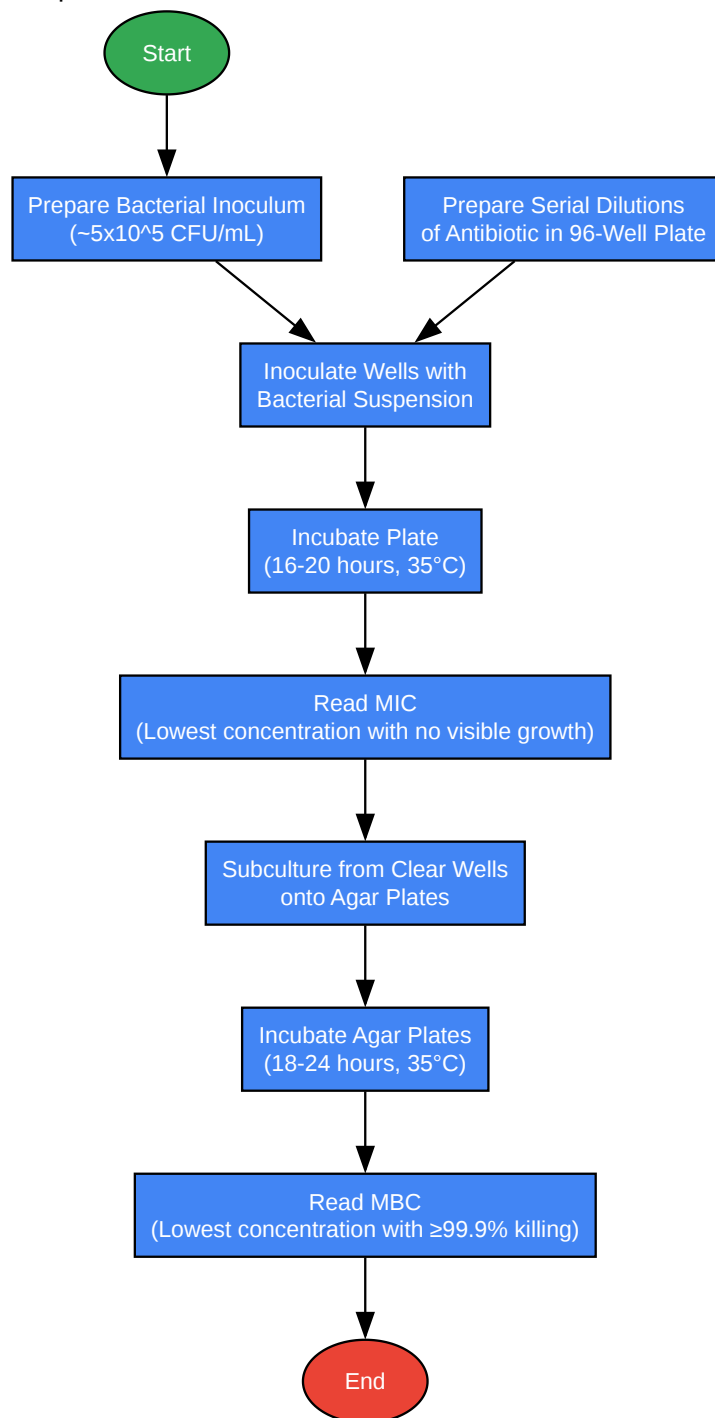 Start
Prepare Bacterial Inoculum
(~5x10^5 CFU/mL)
Prepare Serial Dilutions
of Antibiotic in 96-Well Plate
Inoculate Wells with
Bacterial Suspension
Incubate Plate
(16-20 hours, 35°C)
Read MIC
(Lowest concentration with no visible growth)
Subculture from Clear Wells
onto Agar Plates
Incubate Agar Plates
(18-24 hours, 35°C)
Read MBC
(Lowest concentration with ≥99.9% killing)
End